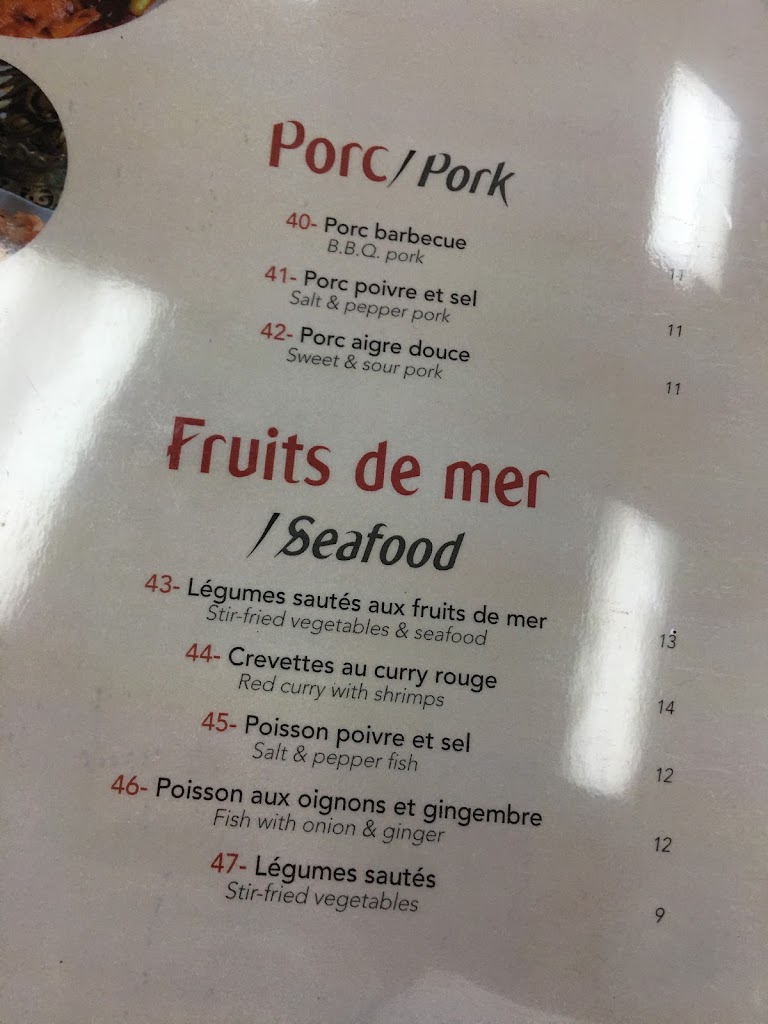 Porc / Pork
40- Porc barbecue
B.B.Q. pork
11
41- Porc poivre et sel
Salt & pepper pork
11
42- Porc aigre douce
Sweet & sour pork
11
Fruits de mer
/ Seafood
43- Légumes sautés aux fruits de mer
Stir-fried vegetables & seafood
13
44- Crevettes au curry rouge
Red curry with shrimps
14
45- Poisson poivre et sel
Salt & pepper fish
12
46- Poisson aux oignons et gingembre
Fish with onion & ginger
12
47- Légumes sautés
Stir-fried vegetables
9